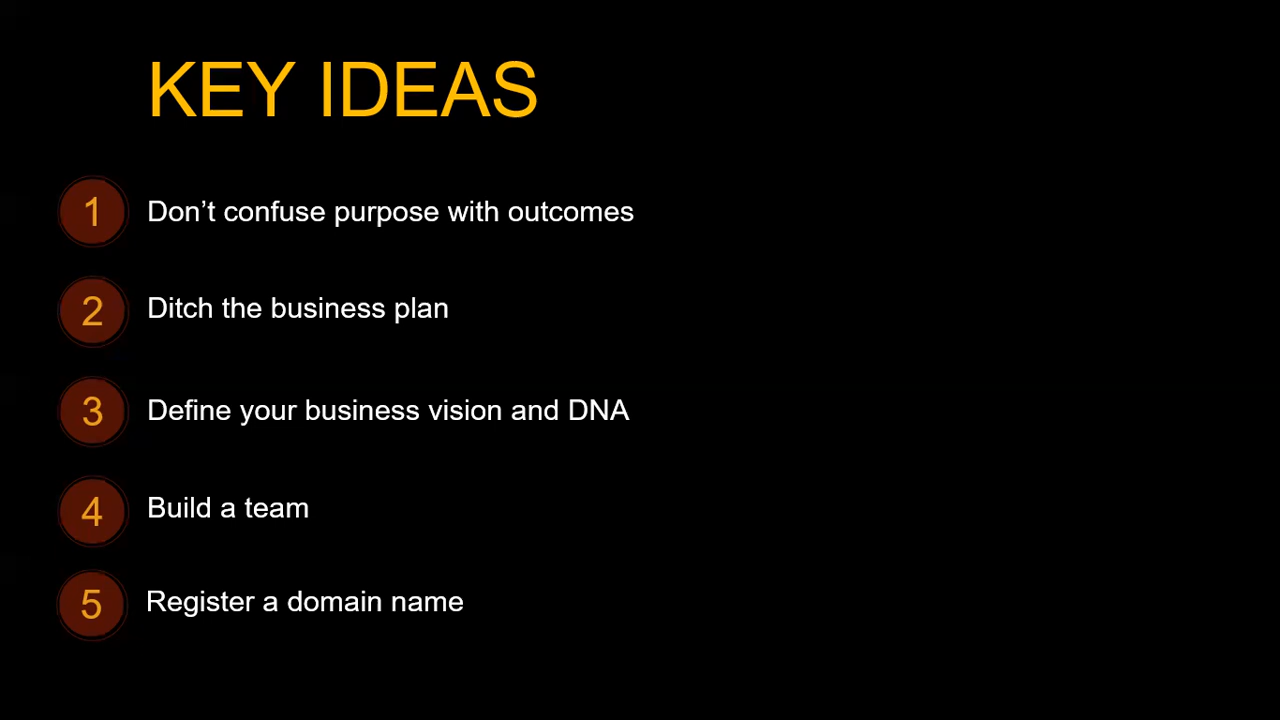 KEY IDEAS
1 Don’t confuse purpose with outcomes
2 Ditch the business plan
3 Define your business vision and DNA
4 Build a team
5 Register a domain name